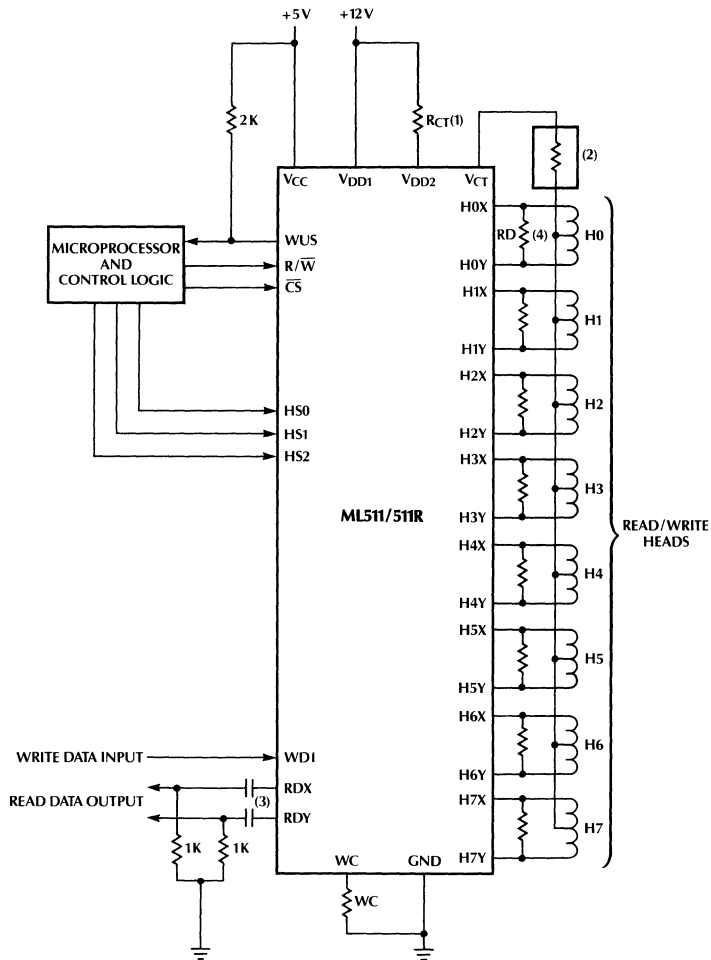 +5V
+12V
2K
RCT(1)
(2)
VCC
VDD1
VDD2
VCT
H0X
RD
(4)
H0
H0Y
WUS
MICROPROCESSOR
AND
CONTROL LOGIC
R/W̅
C̅S̅
H1X
H1
H1Y
H2X
H2
H2Y
HS0
HS1
HS2
H3X
H3
H3Y
ML511/511R
READ/WRITE
HEADS
H4X
H4
H4Y
H5X
H5
H5Y
H6X
H6
H6Y
WRITE DATA INPUT
WDI
RDX
READ DATA OUTPUT
(3)
RDY
H7X
H7
H7Y
1K
1K
WC
GND
WC